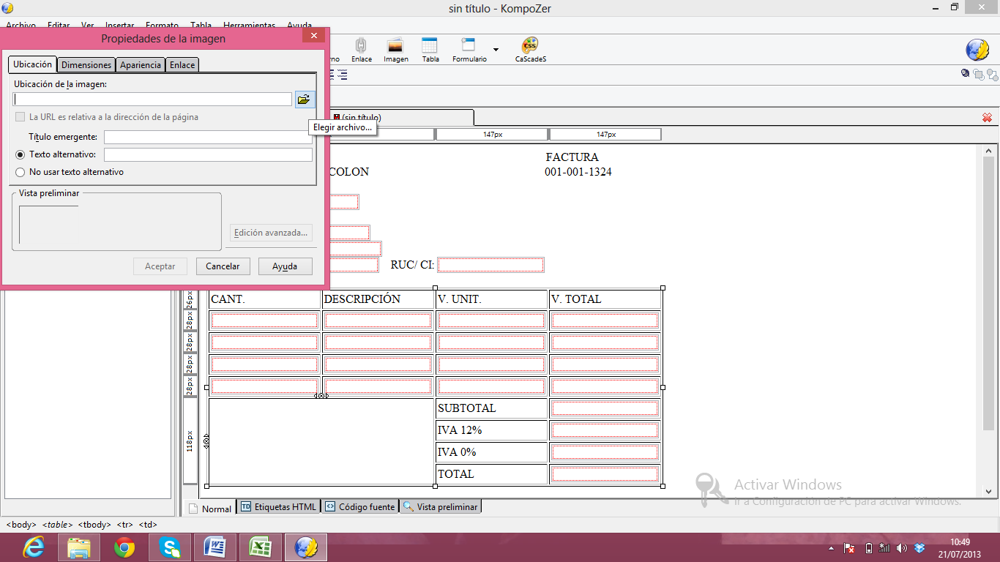 sin título - KompoZer
Archivo Editar Ver Insertar Formato Tabla Herramientas Ayuda
Propiedades de la imagen
Enlace Imagen Tabla Formulario CaScadeS
Ubicación Dimensiones Apariencia Enlace
Ubicación de la imagen:
La URL es relativa a la dirección de la página
(sin título)
Elegir archivo...
147px 147px
Título emergente:
Texto alternativo:
No usar texto alternativo
FACTURA
COLON 001-001-1324
Vista preliminar
Edición avanzada...
Aceptar Cancelar Ayuda
RUC/ CI:
26px
CANT. DESCRIPCIÓN V. UNIT. V. TOTAL
28px
28px
28px
28px
118px
SUBTOTAL
IVA 12%
IVA 0%
TOTAL
Activar Windows
Ir a Configuración de PC para activar Windows.
Normal Etiquetas HTML Código fuente Vista preliminar
<body> <table> <tbody> <tr> <td>
10:49
21/07/2013